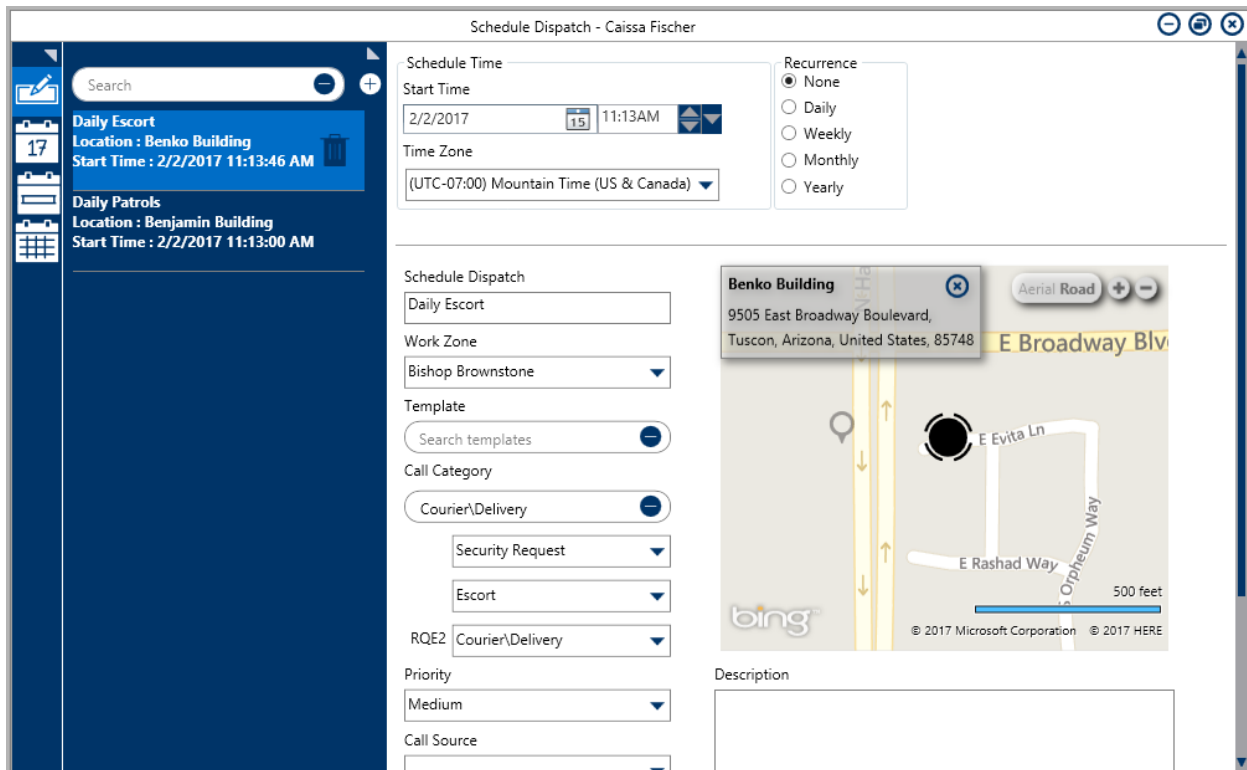 Schedule Dispatch - Caissa Fischer
Search
17
Daily Escort
Location : Benko Building
Start Time : 2/2/2017 11:13:46 AM
Daily Patrols
Location : Benjamin Building
Start Time : 2/2/2017 11:13:00 AM
Schedule Time
Start Time
2/2/2017 15 11:13AM
Time Zone
(UTC-07:00) Mountain Time (US & Canada)
Recurrence
None
Daily
Weekly
Monthly
Yearly
Schedule Dispatch
Daily Escort
Work Zone
Bishop Brownstone
Template
Search templates
Call Category
Courier\Delivery
Security Request
Escort
RQE2 Courier\Delivery
Priority
Medium
Call Source
Benko Building
9505 East Broadway Boulevard,
Tuscon, Arizona, United States, 85748
N Ha
Aerial Road
E Broadway Blv
E Evita Ln
E Rashad Way
S Orpheum Way
500 feet
bing™
© 2017 Microsoft Corporation © 2017 HERE
Description